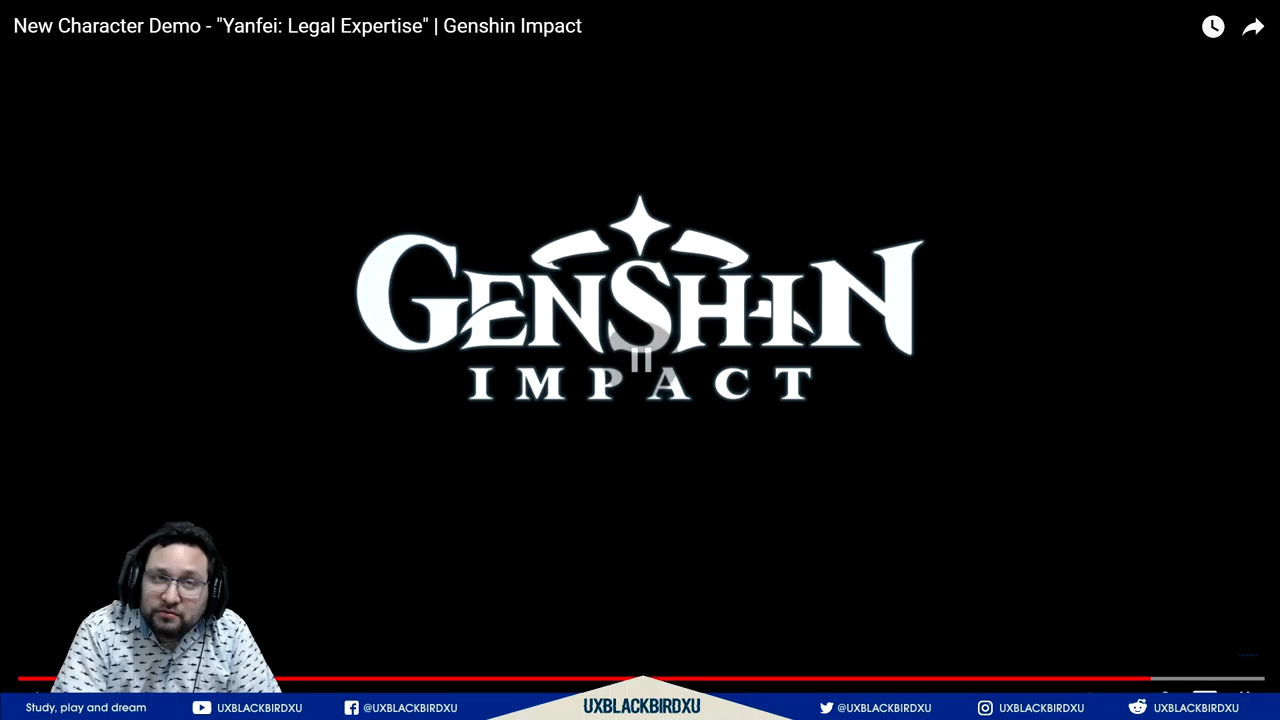 New Character Demo - "Yanfei: Legal Expertise" | Genshin Impact
GENSHIN
IMPACT
Study, play and dream
UXBLACKBIRDXU
@UXBLACKBIRDXU
UXBLACKBIRDXU
@UXBLACKBIRDXU
UXBLACKBIRDXU
UXBLACKBIRDXU